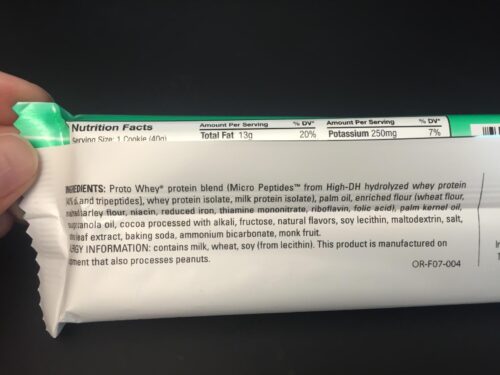 Nutrition Facts
Serving Size: 1 Cookie (40g)
Amount Per Serving % DV*
Total Fat 13g 20%
Amount Per Serving % DV*
Potassium 250mg 7%
INGREDIENTS: Proto Whey® protein blend (Micro Peptides™ from High-DH hydrolyzed whey protein
and tripeptides), whey protein isolate, milk protein isolate), palm oil, enriched flour (wheat flour,
barley flour, niacin, reduced iron, thiamine mononitrate, riboflavin, folic acid), palm kernel oil,
canola oil, cocoa processed with alkali, fructose, natural flavors, soy lecithin, maltodextrin, salt,
leaf extract, baking soda, ammonium bicarbonate, monk fruit.
RGY INFORMATION: contains milk, wheat, soy (from lecithin). This product is manufactured on
ment that also processes peanuts.
OR-F07-004